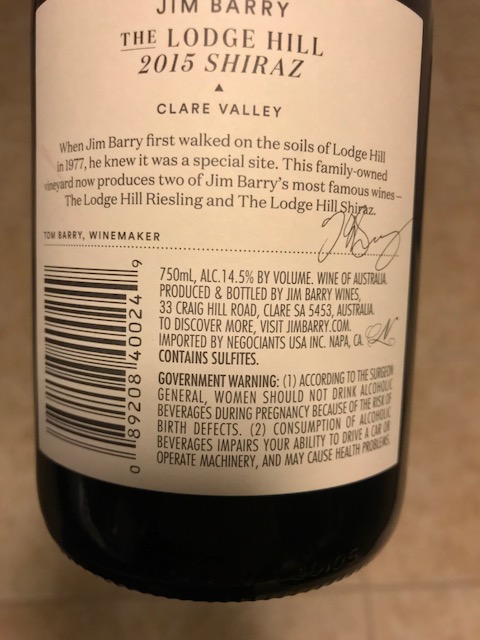 JIM BARRY
THE LODGE HILL
2015 SHIRAZ
CLARE VALLEY
When Jim Barry first walked on the soils of Lodge Hill
in 1977, he knew it was a special site. This family-owned
vineyard now produces two of Jim Barry's most famous wines–
The Lodge Hill Riesling and The Lodge Hill Shiraz.
TOM BARRY, WINEMAKER
750mL, ALC.14.5% BY VOLUME. WINE OF AUSTRALIA.
PRODUCED & BOTTLED BY JIM BARRY WINES,
33 CRAIG HILL ROAD, CLARE SA 5453, AUSTRALIA.
TO DISCOVER MORE, VISIT JIMBARRY.COM.
IMPORTED BY NEGOCIANTS USA INC. NAPA, CA.
CONTAINS SULFITES.
GOVERNMENT WARNING: (1) ACCORDING TO THE SURGEON
GENERAL, WOMEN SHOULD NOT DRINK ALCOHOLIC
BEVERAGES DURING PREGNANCY BECAUSE OF THE RISK OF
BIRTH DEFECTS. (2) CONSUMPTION OF ALCOHOLIC
BEVERAGES IMPAIRS YOUR ABILITY TO DRIVE A CAR OR
OPERATE MACHINERY, AND MAY CAUSE HEALTH PROBLEMS.
0 89208 40024 9